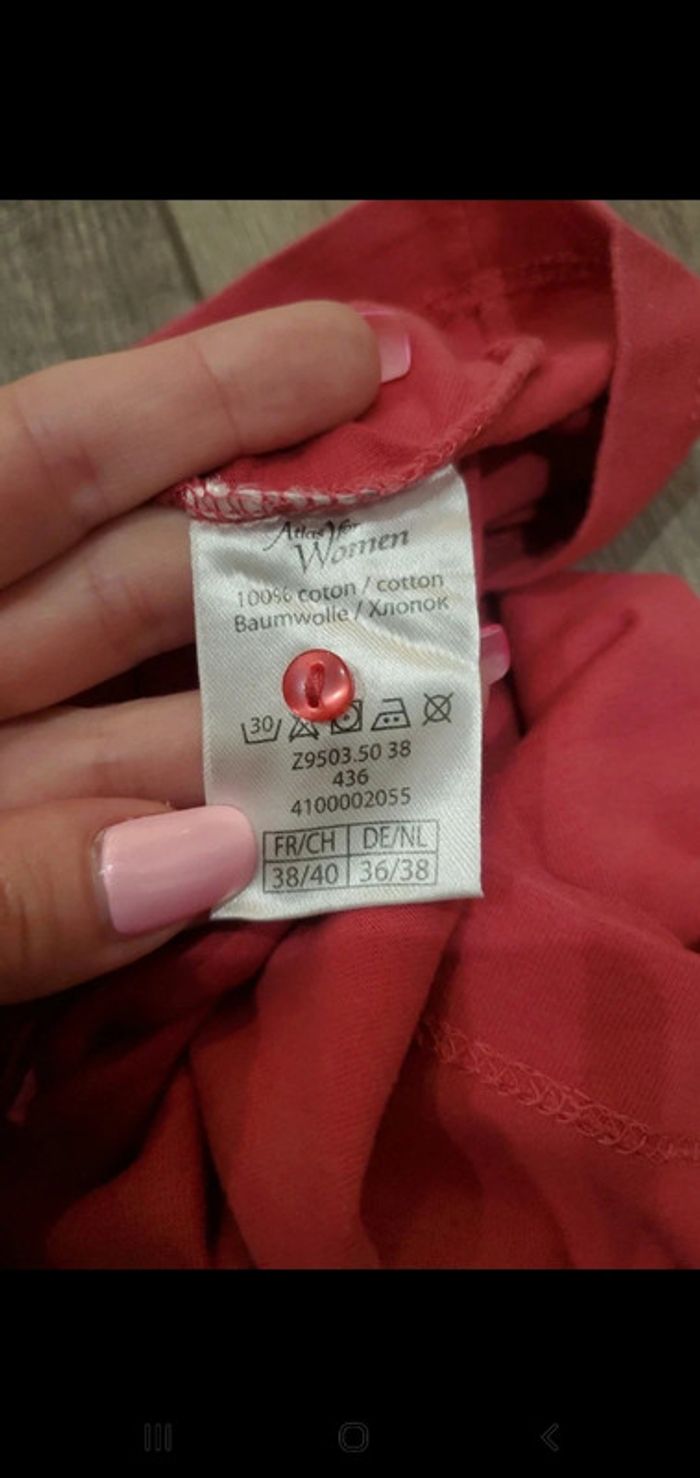 Atlas for
Women
100% coton / cotton
Baumwolle / Хлопок
30
Z9503.50 38
436
4100002055
FR/CH DE/NL
38/40 36/38